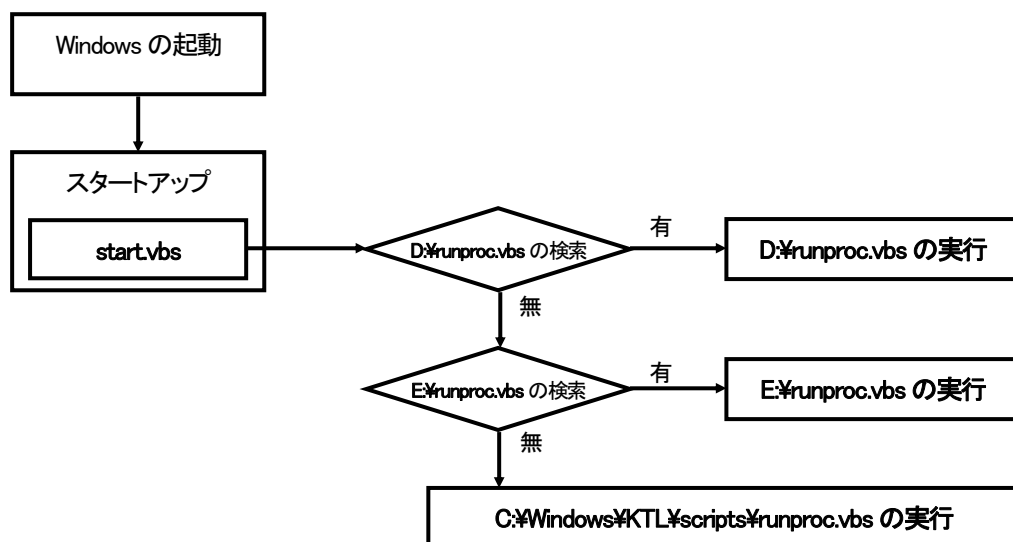 Windows の起動
スタートアップ
start.vbs
D:¥runproc.vbs の検索
有
D:¥runproc.vbs の実行
無
E:¥runproc.vbs の検索
有
E:¥runproc.vbs の実行
無
C:¥Windows¥KTL¥scripts¥runproc.vbs の実行